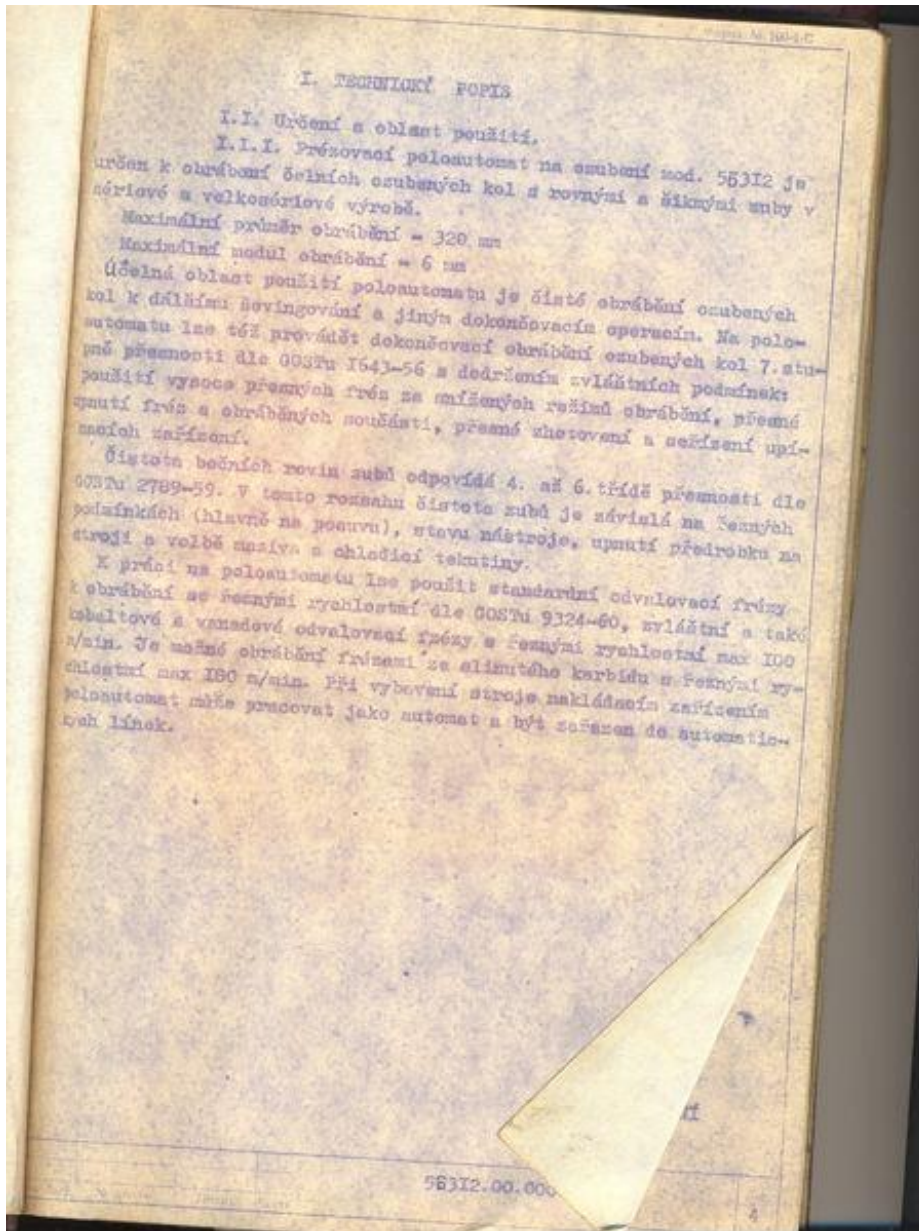 I. TECHNICKÝ POPIS
I.I. Určení a oblast použití.
I.I.I. Frézovací poloautomat na ozubení mod. 5Б3I2 je
určen k obrábění čelních ozubených kol s rovnými a šikmými zuby v
sériové a velkosériové výrobě.
Maximální průměr obrábění – 320 mm
Maximální modul obrábění – 6 mm
Účelná oblast použití poloautomatu je čisté obrábění ozubených
kol k dálšímu ševingování a jiným dokončovacím operacím. Na polo-
automatu lze též provádět dokončovací obrábění ozubených kol 7. stu-
pně přesnosti dle GOSTu I643-56 s dodržením zvláštních podmínek:
použití vysoce přesných fréz za snížených režimů obrábění, přesné
upnutí fréz a obráběných součásti, přesné zhotovení a seřízení upí-
nacích zařízení.
Čistota bočních rovin zubů odpovídá 4. až 6. třídě přesnosti dle
GOSTu 2789-59. V tomto rozsahu čistota zubů je závislá na řezných
podmínkách (hlavně na posuvu), stavu nástroje, upnutí předrobku na
stroji a volbě maziva a chladicí tekutiny.
K práci na poloautomatu lze použít standardní odvalovací frézy
k obrábění se řeznými rychlostmí dle GOSTu 9324-60, zvláštní a také
kobaltové a vanadové odvalovací frézy s řeznými rychlostmí max I00
m/min. Je možné obrábění frézami ze slinutého karbidu s řeznými ry-
chlostmí max I80 m/min. Při vybavení stroje nakládacím zařízením
poloautomat může pracovat jako automat a být zařazen do automatic-
kých línek.
5Б3I2.00.000
4